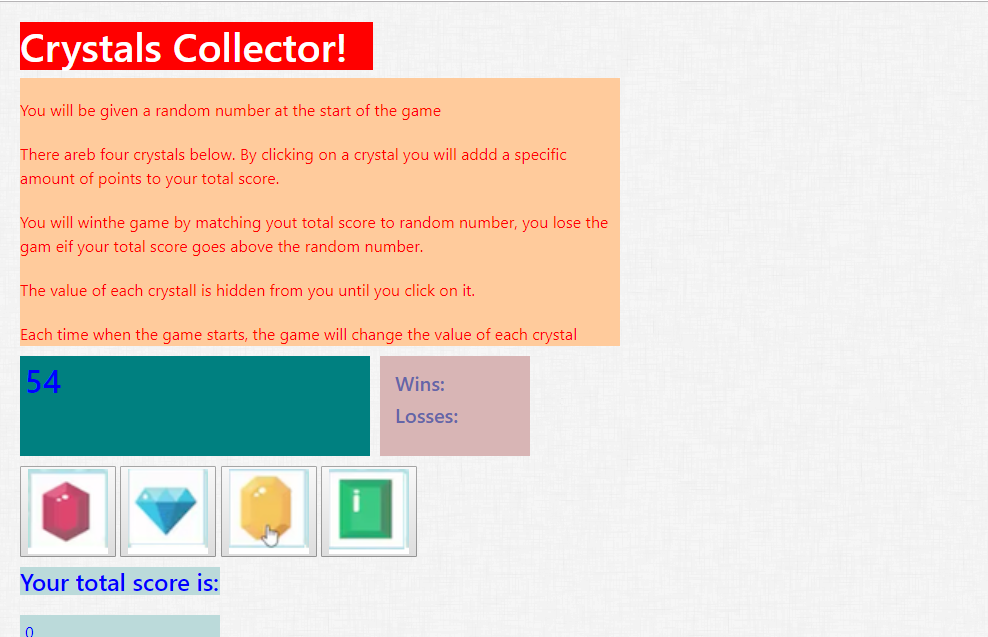 Crystals Collector!
You will be given a random number at the start of the game
There areb four crystals below. By clicking on a crystal you will addd a specific
amount of points to your total score.
You will winthe game by matching yout total score to random number, you lose the
gam eif your total score goes above the random number.
The value of each crystall is hidden from you until you click on it.
Each time when the game starts, the game will change the value of each crystal
54
Wins:
Losses:
Your total score is:
0